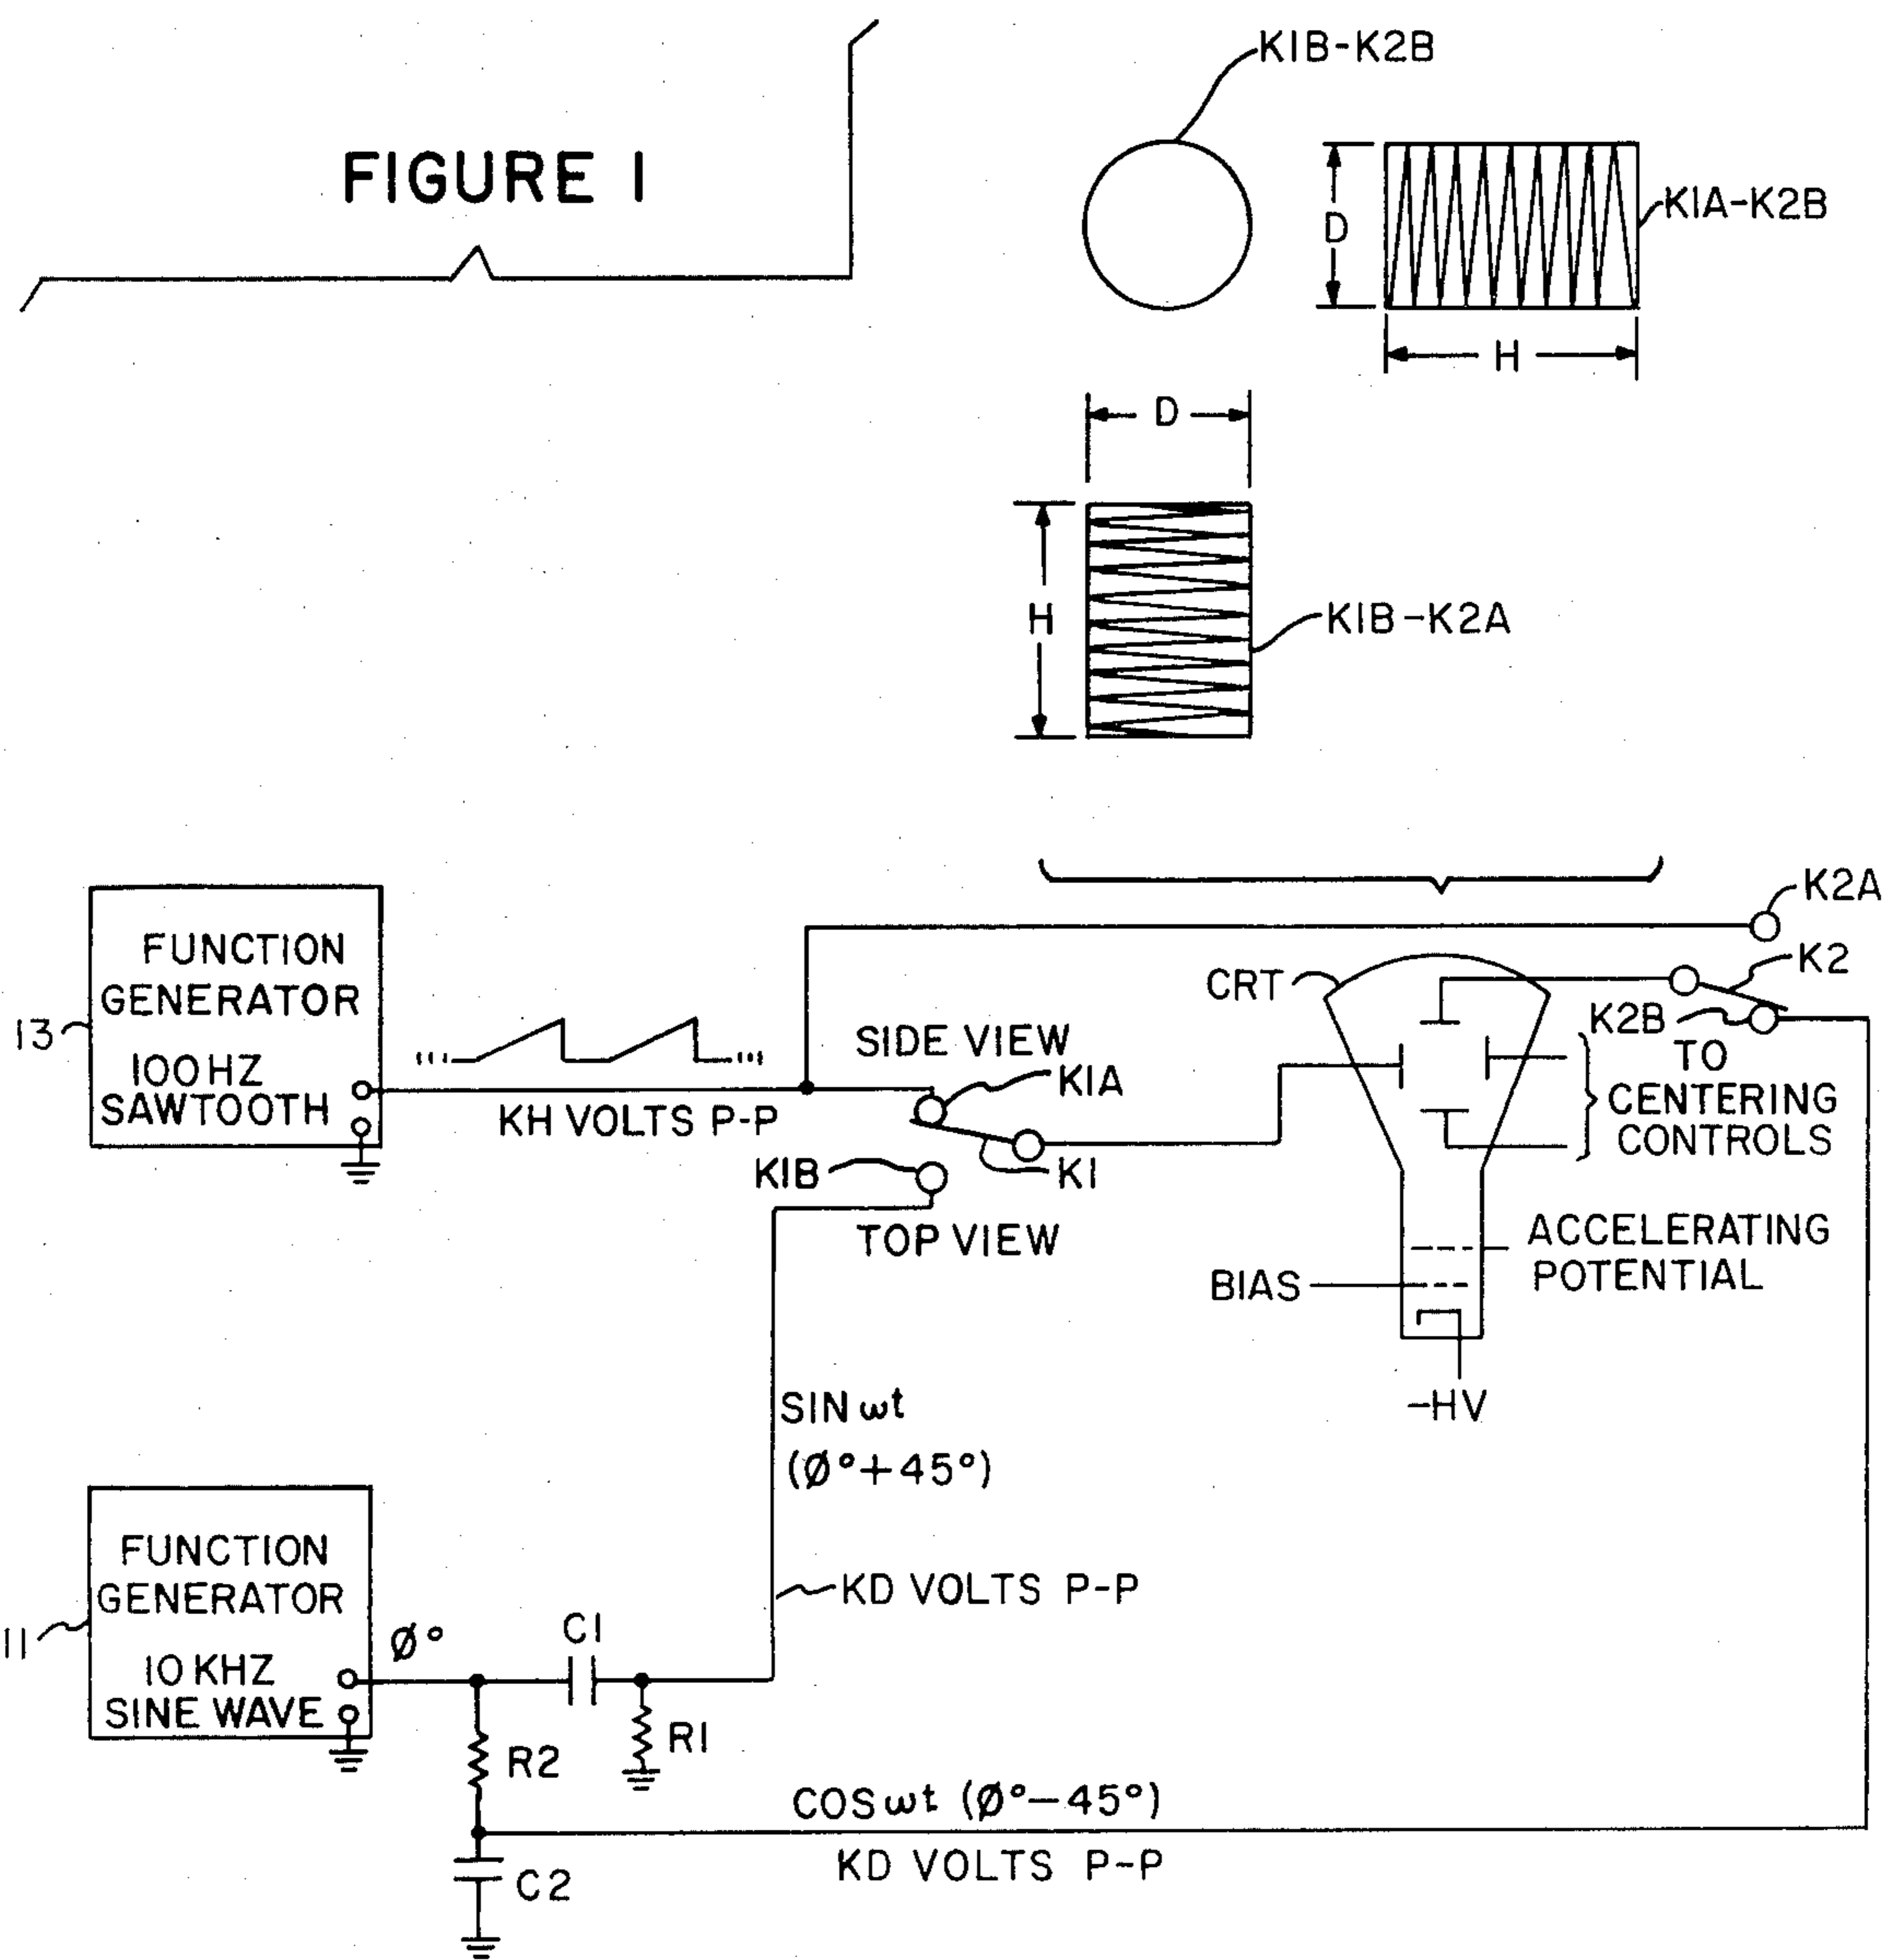 FIGURE 1
K1B-K2B
D
K1A-K2B
H
D
H
K1B-K2A
FUNCTION
GENERATOR
100 HZ
SAWTOOTH
13
KH VOLTS P-P
SIDE VIEW
K1A
K1B
K1
TOP VIEW
CRT
K2A
K2
K2B
TO
CENTERING
CONTROLS
ACCELERATING
POTENTIAL
BIAS
-HV
SIN ωt
(Ø°+45°)
KD VOLTS P-P
FUNCTION
GENERATOR
10 KHZ
SINE WAVE
11
Ø°
C1
R1
R2
COS ωt (Ø°-45°)
KD VOLTS P-P
C2